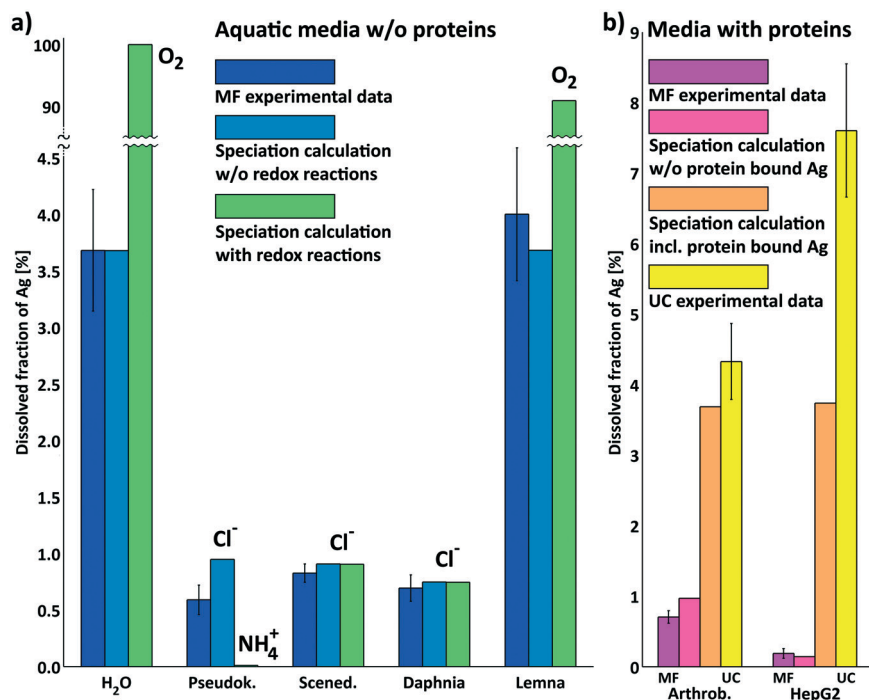 a)
Aquatic media w/o proteins
MF experimental data
Speciation calculation
w/o redox reactions
Speciation calculation
with redox reactions
Dissolved fraction of Ag [%]
100
90
4.5
4.0
3.5
3.0
2.5
2.0
1.5
1.0
0.5
0.0
O₂
Cl⁻
NH₄⁺
Cl⁻
Cl⁻
O₂
H₂O
Pseudok.
Scened.
Daphnia
Lemna
b)
Media with proteins
MF experimental data
Speciation calculation
w/o protein bound Ag
Speciation calculation
incl. protein bound Ag
UC experimental data
Dissolved fraction of Ag [%]
9
8
7
6
5
4
3
2
1
0
MF UC MF UC
Arthrob. HepG2